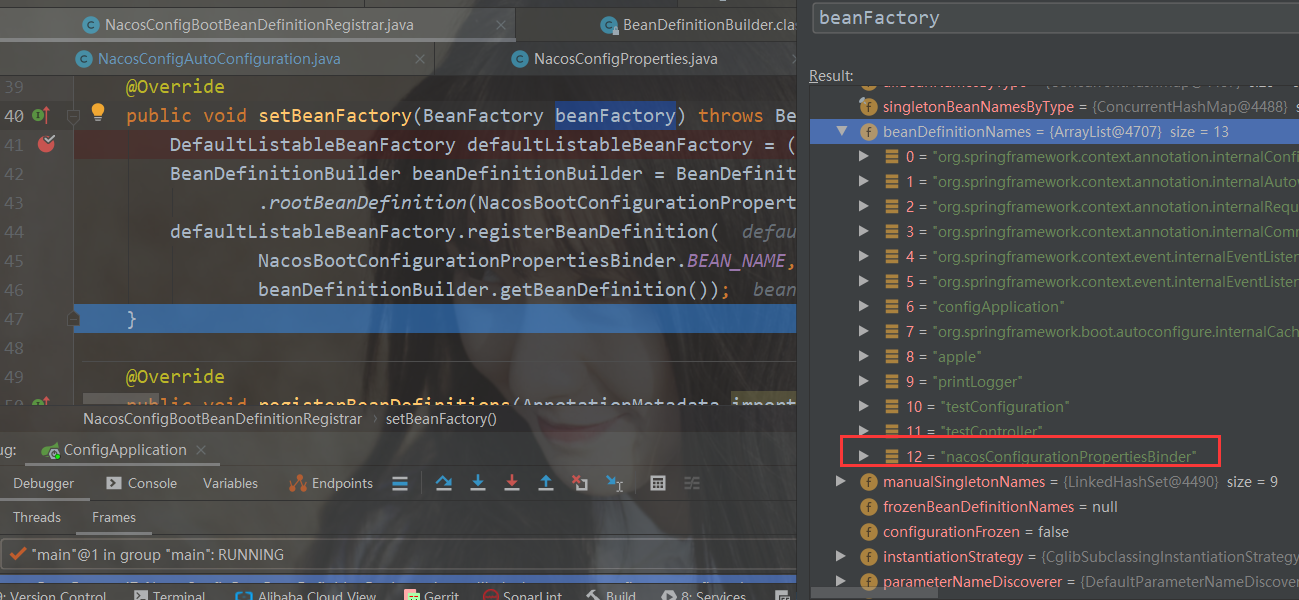 NacosConfigBootBeanDefinitionRegistrar.java
BeanDefinitionBuilder.clas
NacosConfigAutoConfiguration.java
NacosConfigProperties.java
39 @Override
40 public void setBeanFactory(BeanFactory beanFactory) throws Be
41 DefaultListableBeanFactory defaultListableBeanFactory = (
42 BeanDefinitionBuilder beanDefinitionBuilder = BeanDefinit
43 .rootBeanDefinition(NacosBootConfigurationPropert
44 defaultListableBeanFactory.registerBeanDefinition( defau
45 NacosBootConfigurationPropertiesBinder.BEAN_NAME,
46 beanDefinitionBuilder.getBeanDefinition()); bean
47 }
48
49 @Override
50 public void registerBeanDefinitions(AnnotationMetadata import
NacosConfigBootBeanDefinitionRegistrar › setBeanFactory()
ug: ConfigApplication
Debugger Console Variables Endpoints
Threads Frames
"main"@1 in group "main": RUNNING
9: Version Control Terminal Alibaba Cloud View Gerrit SonarLint Build 8: Services
beanFactory
Result:
singletonBeanNamesByType = {ConcurrentHashMap@4488} s
beanDefinitionNames = {ArrayList@4707} size = 13
0 = "org.springframework.context.annotation.internalConfi
1 = "org.springframework.context.annotation.internalAutow
2 = "org.springframework.context.annotation.internalRequ
3 = "org.springframework.context.annotation.internalComm
4 = "org.springframework.context.event.internalEventListen
5 = "org.springframework.context.event.internalEventListen
6 = "configApplication"
7 = "org.springframework.boot.autoconfigure.internalCach
8 = "apple"
9 = "printLogger"
10 = "testConfiguration"
11 = "testController"
12 = "nacosConfigurationPropertiesBinder"
manualSingletonNames = {LinkedHashSet@4490} size = 9
frozenBeanDefinitionNames = null
configurationFrozen = false
instantiationStrategy = {CglibSubclassingInstantiationStrategy
parameterNameDiscoverer = {DefaultParameterNameDiscover